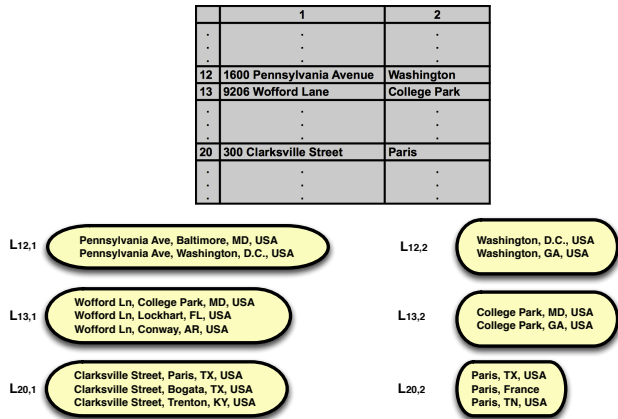 1 2
. . .
. . .
. . .
12 1600 Pennsylvania Avenue Washington
13 9206 Wofford Lane College Park
. . .
. . .
. . .
20 300 Clarksville Street Paris
. . .
. . .
. . .
L12,1
Pennsylvania Ave, Baltimore, MD, USA
Pennsylvania Ave, Washington, D.C., USA
L12,2
Washington, D.C., USA
Washington, GA, USA
L13,1
Wofford Ln, College Park, MD, USA
Wofford Ln, Lockhart, FL, USA
Wofford Ln, Conway, AR, USA
L13,2
College Park, MD, USA
College Park, GA, USA
L20,1
Clarksville Street, Paris, TX, USA
Clarksville Street, Bogata, TX, USA
Clarksville Street, Trenton, KY, USA
L20,2
Paris, TX, USA
Paris, France
Paris, TN, USA